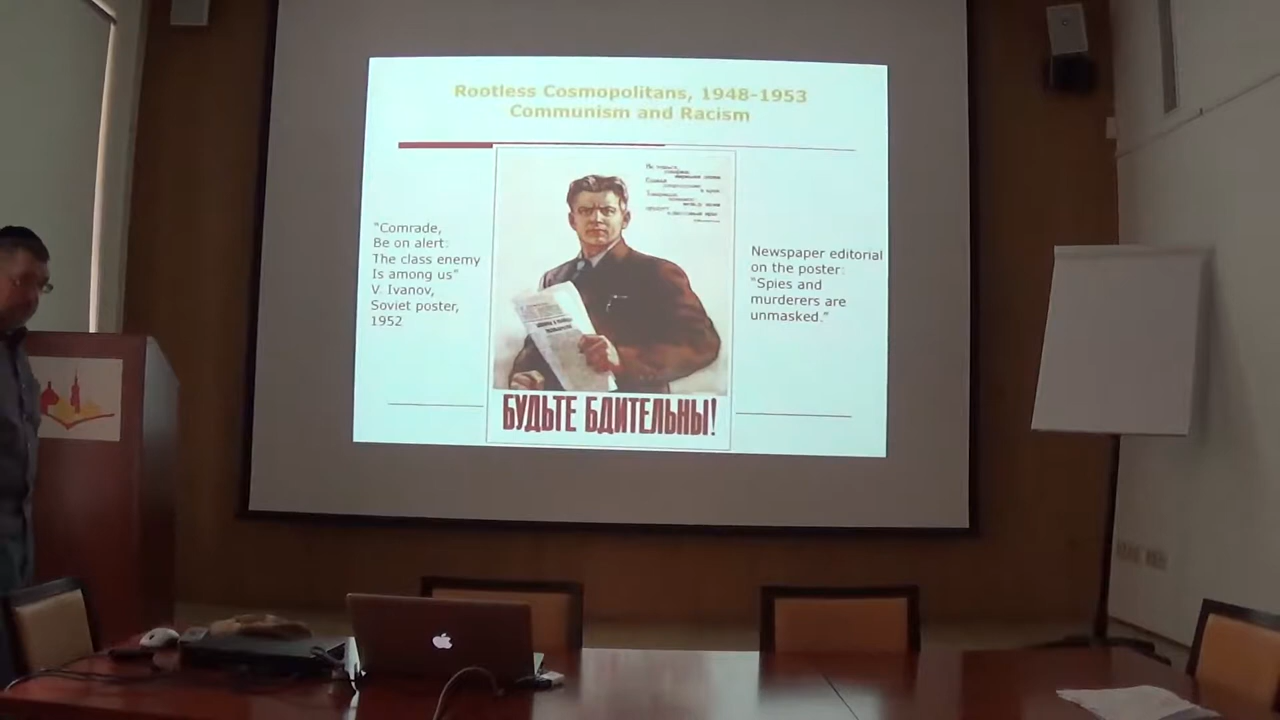 Rootless Cosmopolitans, 1948-1953
Communism and Racism
"Comrade,
Be on alert:
The class enemy
Is among us"
V. Ivanov,
Soviet poster,
1952
Newspaper editorial
on the poster:
"Spies and
murderers are
unmasked."
БУДЬТЕ БДИТЕЛЬНЫ!